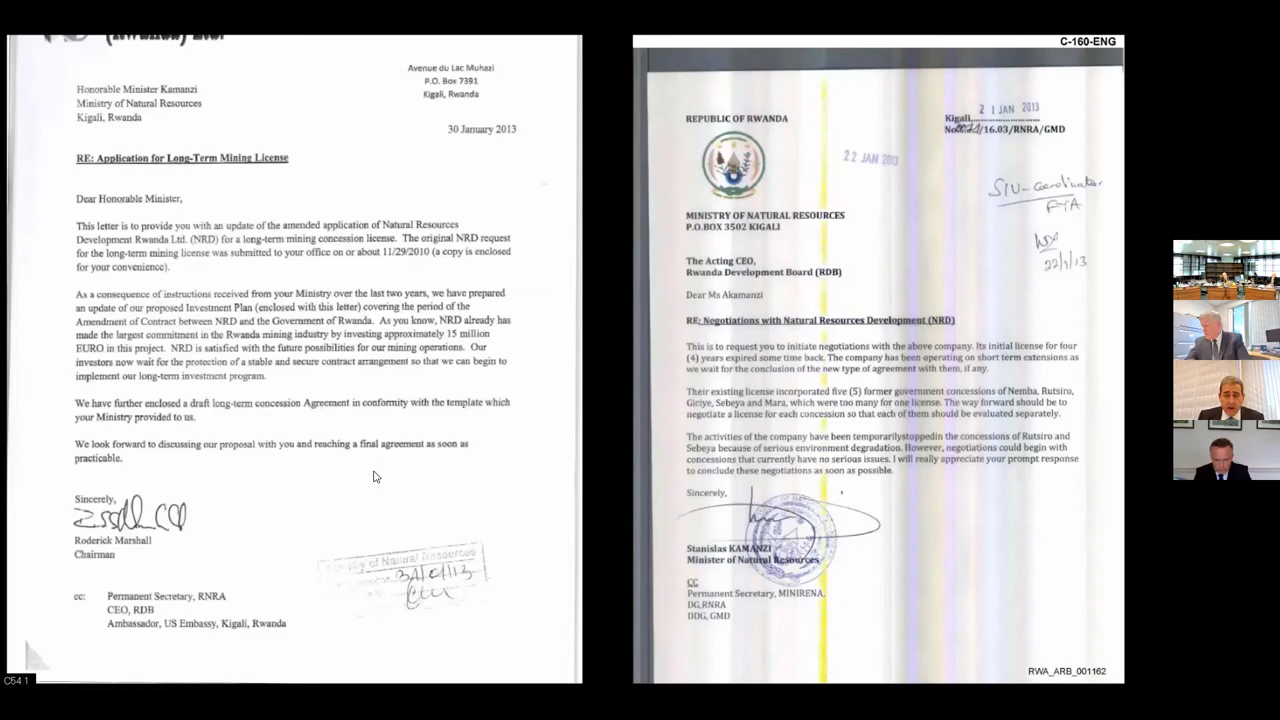 (Rwanda) Ltd.
Avenue du Lac Muhazi
P.O. Box 7391
Kigali, Rwanda
Honorable Minister Kamanzi
Ministry of Natural Resources
Kigali, Rwanda
30 January 2013
RE: Application for Long-Term Mining License
Dear Honorable Minister,
This letter is to provide you with an update of the amended application of Natural Resources
Development Rwanda Ltd. (NRD) for a long-term mining concession license. The original NRD request
for the long-term mining license was submitted to your office on or about 11/29/2010 (a copy is enclosed
for your convenience).
As a consequence of instructions received from your Ministry over the last two years, we have prepared
an update of our proposed Investment Plan (enclosed with this letter) covering the period of the
Amendment of Contract between NRD and the Government of Rwanda. As you know, NRD already has
made the largest commitment in the Rwanda mining industry by investing approximately 15 million
EURO in this project. NRD is satisfied with the future possibilities for our mining operations. Our
investors now wait for the protection of a stable and secure contract arrangement so that we can begin to
implement our long-term investment program.
We have further enclosed a draft long-term concession Agreement in conformity with the template which
your Ministry provided to us.
We look forward to discussing our proposal with you and reaching a final agreement as soon as
practicable.
Sincerely,
Roderick Marshall
Chairman
Ministry of Natural Resources
cc: Permanent Secretary, RNRA
CEO, RDB
Ambassador, US Embassy, Kigali, Rwanda
C54.1
C-160-ENG
REPUBLIC OF RWANDA
21 JAN 2013
Kigali,
/16.03/RNRA/GMD
22 JAN 2013
SIU-coordinator
FYA
22/1/13
MINISTRY OF NATURAL RESOURCES
P.O.BOX 3502 KIGALI
The Acting CEO,
Rwanda Development Board (RDB)
Dear Ms Akamanzi
RE: Negotiations with Natural Resources Development (NRD)
This is to request you to initiate negotiations with the above company. Its initial license for four
(4) years expired some time back. The company has been operating on short term extensions as
we wait for the conclusion of the new type of agreement with them, if any.
Their existing license incorporated five (5) former government concessions of Nemba, Rutsiro,
Giciye, Sebeya and Mara, which were too many for one license. The way forward should be to
negotiate a license for each concession so that each of them should be evaluated separately.
The activities of the company have been temporarilystopped in the concessions of Rutsiro and
Sebeya because of serious environment degradation. However, negotiations could begin with
concessions that currently have no serious issues. I will really appreciate your prompt response
to conclude these negotiations as soon as possible.
Sincerely,
Stanislas KAMANZI
Minister of Natural Resources
CC
Permanent Secretary, MINIRENA,
DG,RNRA
DDG, GMD
RWA_ARB_001162